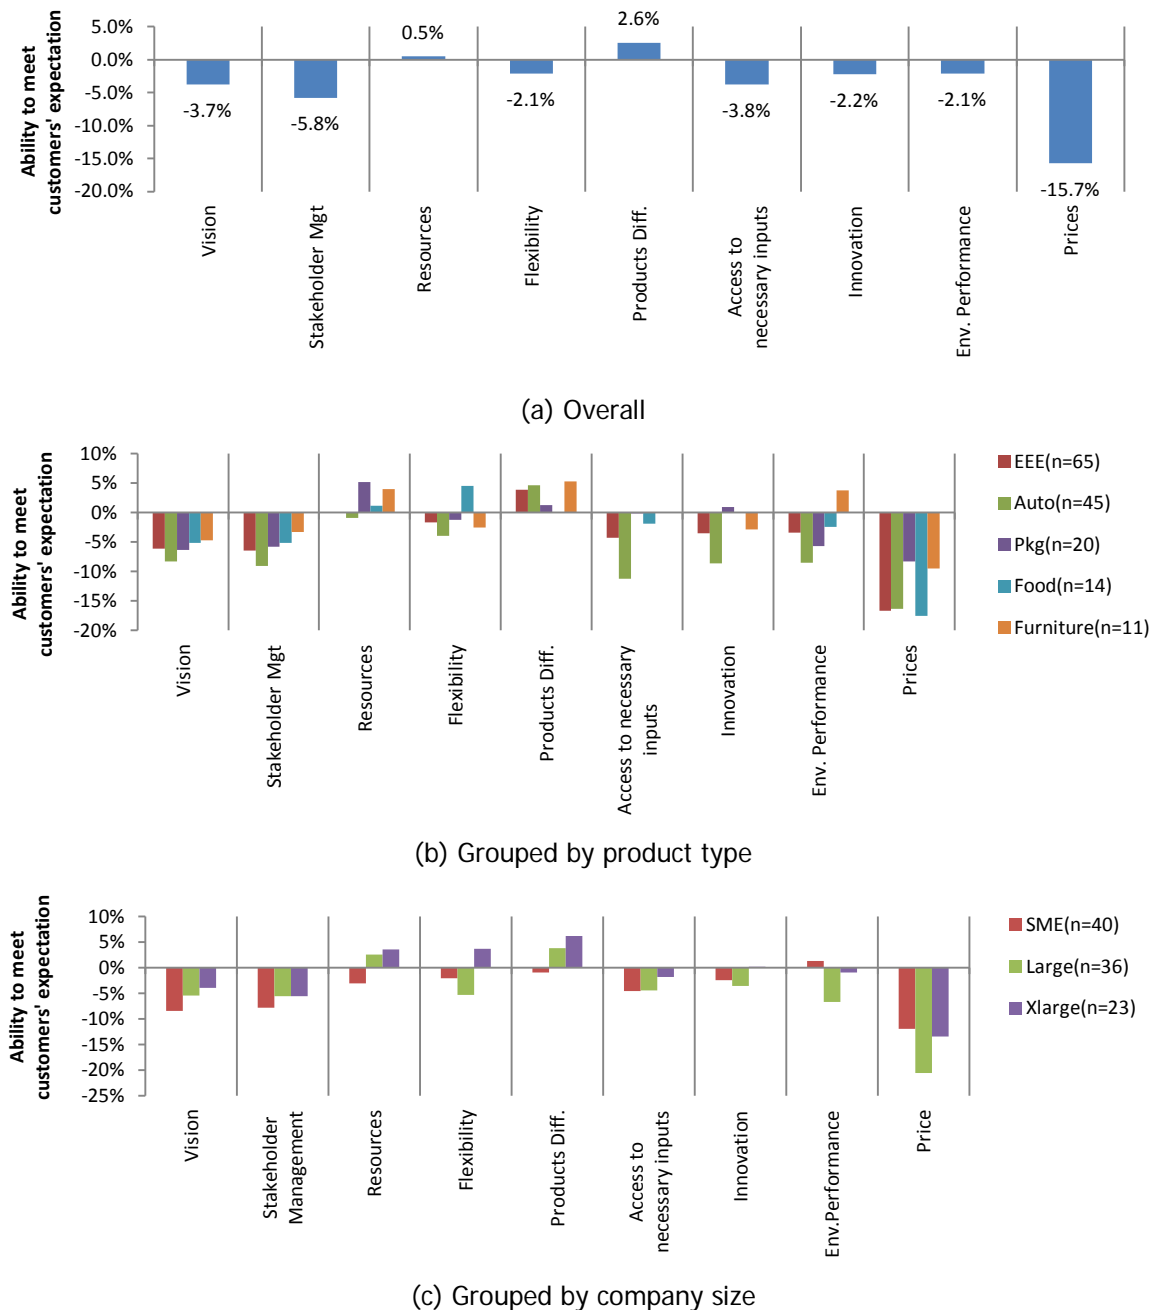 Ability to meet
customers' expectation
5.0%
0.0%
-5.0%
-10.0%
-15.0%
-20.0%
-3.7%
-5.8%
0.5%
-2.1%
2.6%
-3.8%
-2.2%
-2.1%
-15.7%
Vision
Stakeholder Mgt
Resources
Flexibility
Products Diff.
Access to
necessary inputs
Innovation
Env. Performance
Prices
(a) Overall
Ability to meet
customers' expectation
10%
5%
0%
-5%
-10%
-15%
-20%
Vision
Stakeholder Mgt
Resources
Flexibility
Products Diff.
Access to necessary
inputs
Innovation
Env. Performance
Prices
EEE(n=65)
Auto(n=45)
Pkg(n=20)
Food(n=14)
Furniture(n=11)
(b) Grouped by product type
Ability to meet
customers' expectation
10%
5%
0%
-5%
-10%
-15%
-20%
-25%
Vision
Stakeholder
Management
Resources
Flexibility
Products Diff.
Access to
necessary inputs
Innovation
Env.Performance
Price
SME(n=40)
Large(n=36)
Xlarge(n=23)
(c) Grouped by company size